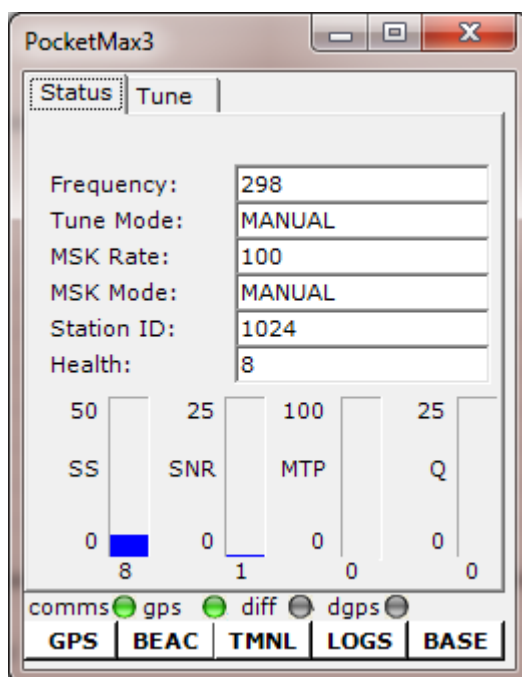 PocketMax3
Status Tune
Frequency: 298
Tune Mode: MANUAL
MSK Rate: 100
MSK Mode: MANUAL
Station ID: 1024
Health: 8
50 25 100 25
SS SNR MTP Q
0 0 0 0
8 1 0 0
comms gps diff dgps
GPS BEAC TMNL LOGS BASE